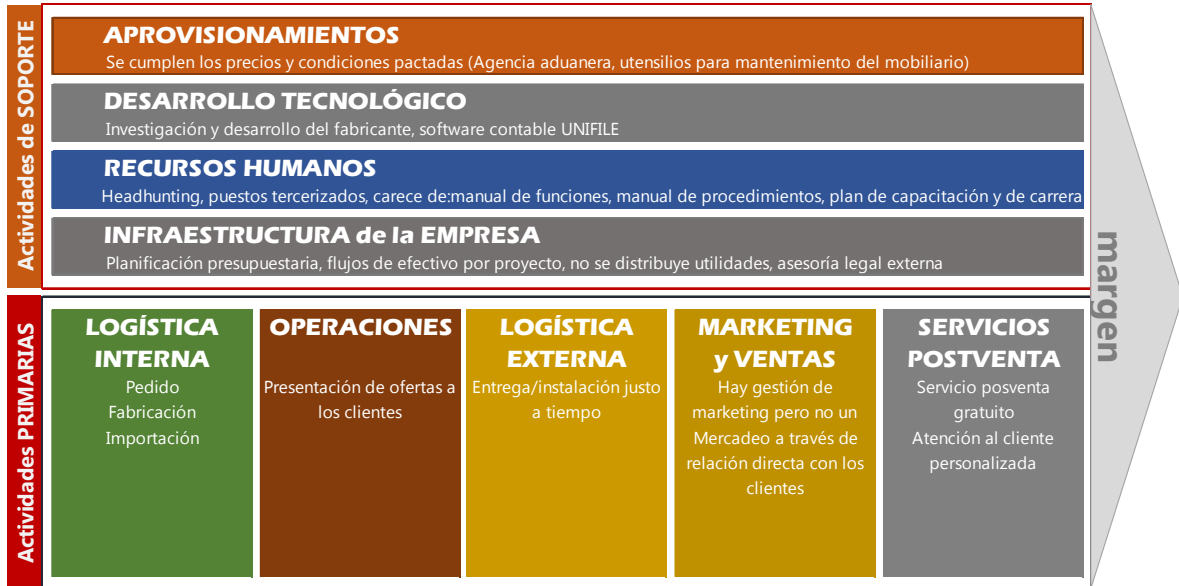 Actividades de SOPORTE
APROVISIONAMIENTOS
Se cumplen los precios y condiciones pactadas (Agencia aduanera, utensilios para mantenimiento del mobiliario)
DESARROLLO TECNOLÓGICO
Investigación y desarrollo del fabricante, software contable UNIFILE
RECURSOS HUMANOS
Headhunting, puestos tercerizados, carece de:manual de funciones, manual de procedimientos, plan de capacitación y de carrera
INFRAESTRUCTURA de la EMPRESA
Planificación presupuestaria, flujos de efectivo por proyecto, no se distribuye utilidades, asesoría legal externa
Actividades PRIMARIAS
LOGÍSTICA
INTERNA
Pedido
Fabricación
Importación
OPERACIONES
Presentación de ofertas a
los clientes
LOGÍSTICA
EXTERNA
Entrega/instalación justo
a tiempo
MARKETING
y VENTAS
Hay gestión de
marketing pero no un
Mercadeo a través de
relación directa con los
clientes
SERVICIOS
POSTVENTA
Servicio posventa
gratuito
Atención al cliente
personalizada
margen